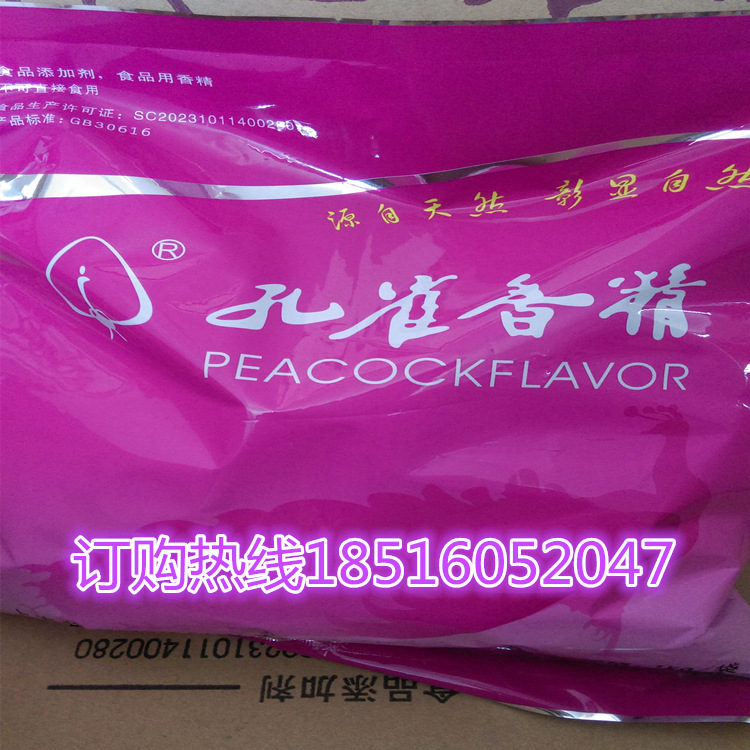 食品添加剂，食品用香精
不可直接食用
食品生产许可证：SC20231011400280
产品标准：GB30616
源自天然 彰显自然
®
孔雀香精
PEACOCKFLAVOR
订购热线18516052047
23101140028​0
食品添加剂